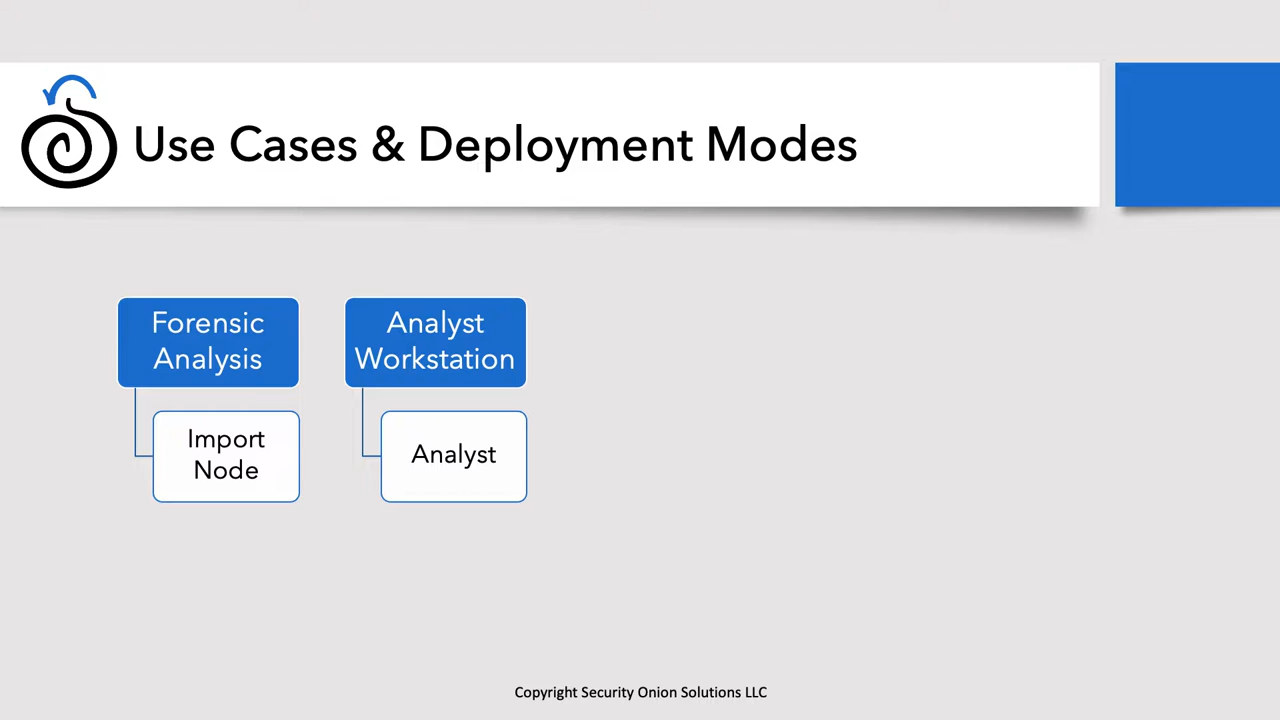 Use Cases & Deployment Modes
Forensic
Analysis
Import
Node
Analyst
Workstation
Analyst
Copyright Security Onion Solutions LLC